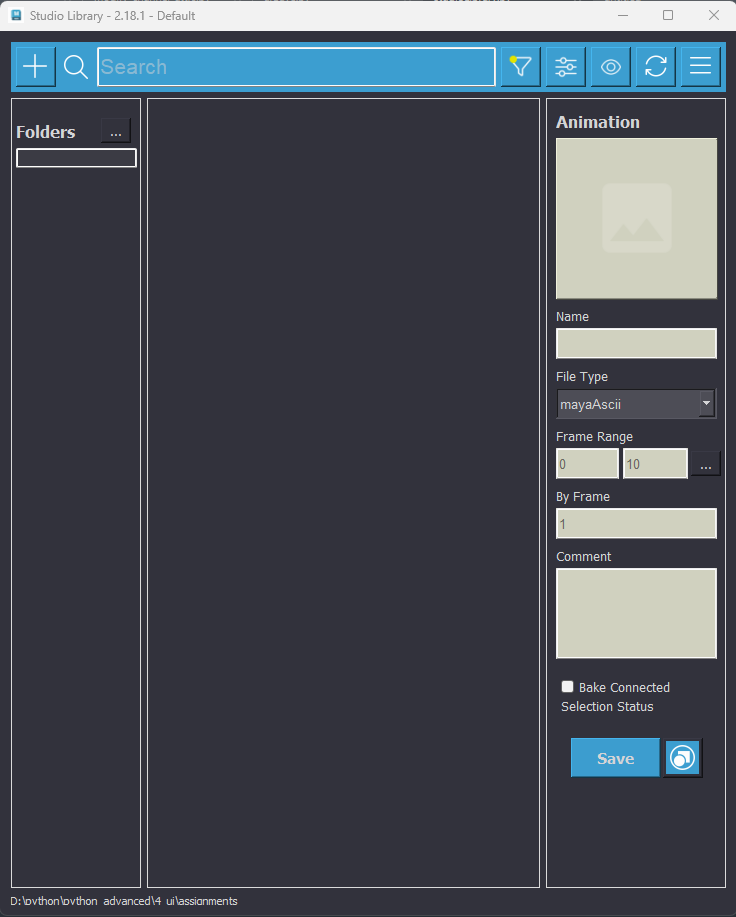 Studio Library - 2.18.1 - Default
Search
Folders
...
Animation
Name
File Type
mayaAscii
Frame Range
0 10 ...
By Frame
1
Comment
Bake Connected
Selection Status
Save
D:\python\python_advanced\4_ui\assignments